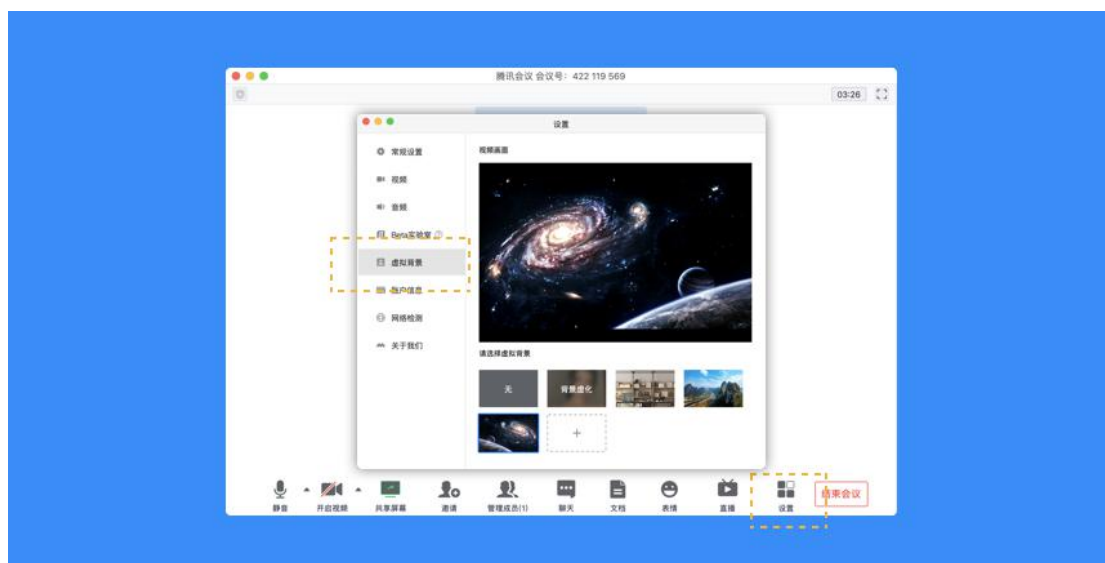 腾讯会议 会议号：422 119 569
03:26
设置
常规设置
视频
音频
Beta实验室
虚拟背景
账户信息
网络检测
关于我们
视频画面
请选择虚拟背景
无
背景虚化
+
静音
开启视频
共享屏幕
邀请
管理成员(1)
聊天
文档
表情
直播
设置
结束会议